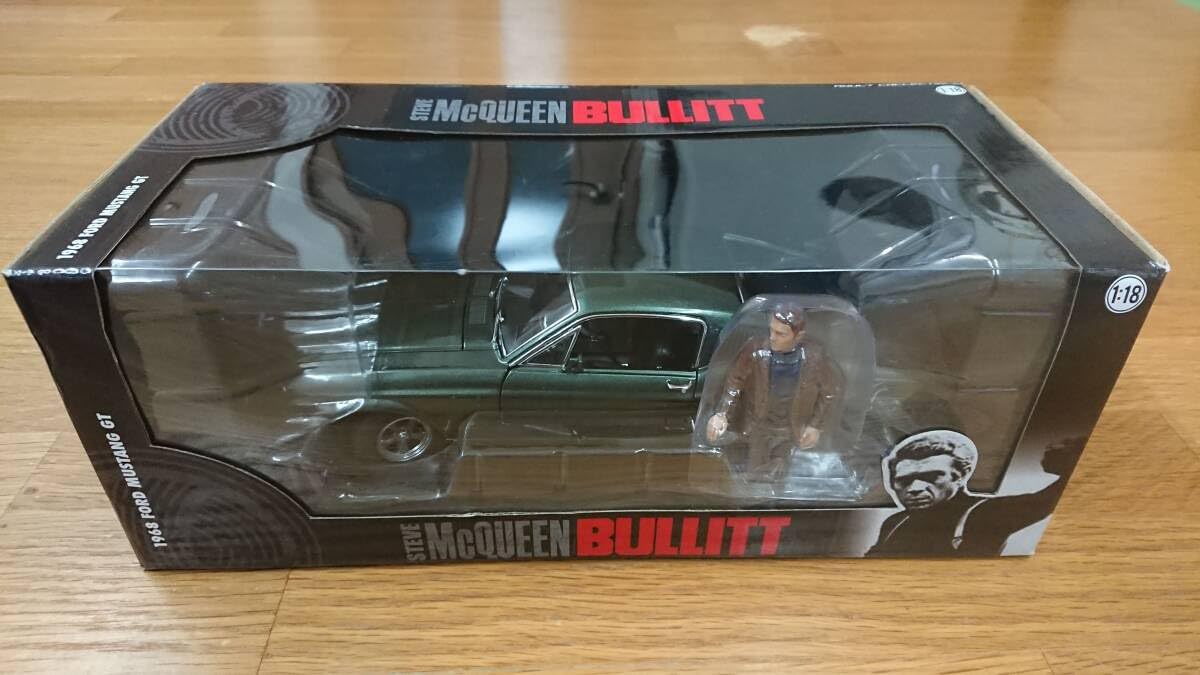 STEVE McQUEEN BULLITT
1:18
1968 FORD MUSTANG GT
1:18
1968 FORD MUSTANG GT
STEVE McQUEEN BULLITT